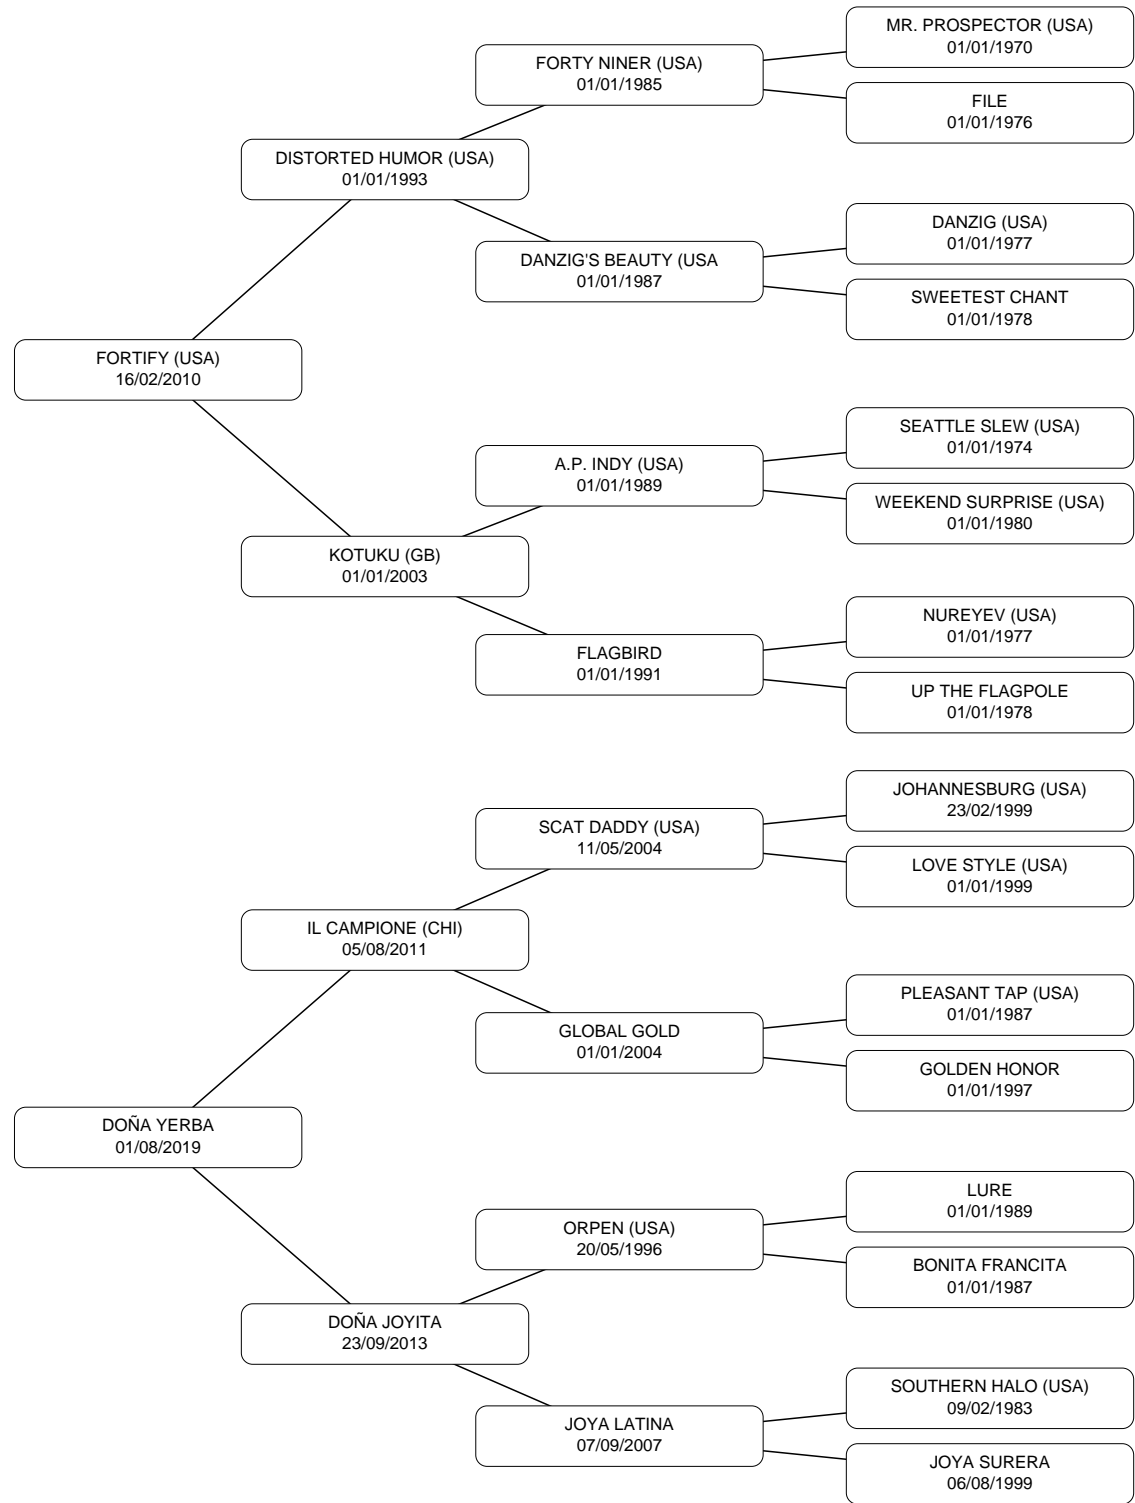 MR. PROSPECTOR (USA)
01/01/1970
FORTY NINER (USA)
01/01/1985
FILE
01/01/1976
DISTORTED HUMOR (USA)
01/01/1993
DANZIG (USA)
01/01/1977
DANZIG'S BEAUTY (USA
01/01/1987
SWEETEST CHANT
01/01/1978
FORTIFY (USA)
16/02/2010
SEATTLE SLEW (USA)
01/01/1974
A.P. INDY (USA)
01/01/1989
WEEKEND SURPRISE (USA)
01/01/1980
KOTUKU (GB)
01/01/2003
NUREYEV (USA)
01/01/1977
FLAGBIRD
01/01/1991
UP THE FLAGPOLE
01/01/1978
JOHANNESBURG (USA)
23/02/1999
SCAT DADDY (USA)
11/05/2004
LOVE STYLE (USA)
01/01/1999
IL CAMPIONE (CHI)
05/08/2011
PLEASANT TAP (USA)
01/01/1987
GLOBAL GOLD
01/01/2004
GOLDEN HONOR
01/01/1997
DOÑA YERBA
01/08/2019
LURE
01/01/1989
ORPEN (USA)
20/05/1996
BONITA FRANCITA
01/01/1987
DOÑA JOYITA
23/09/2013
SOUTHERN HALO (USA)
09/02/1983
JOYA LATINA
07/09/2007
JOYA SURERA
06/08/1999